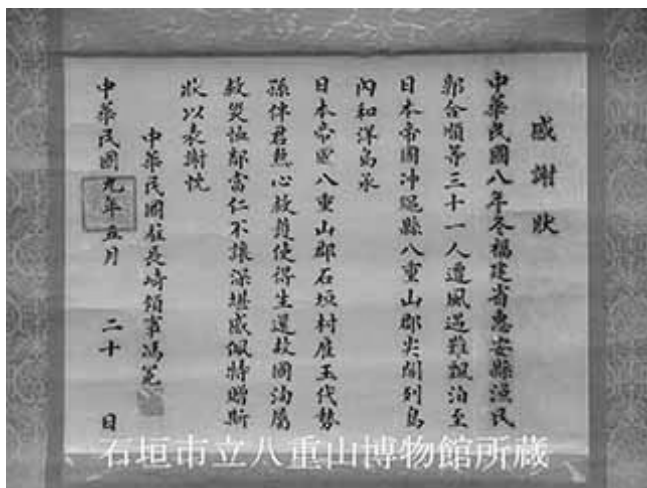 感謝狀
中華民國八年冬福建省惠安縣漁民
郭合順等三十一人遭風遇難飄泊至
日本帝國沖繩縣八重山郡尖閣列島
內和洋島承
日本帝國八重山郡石垣村雇玉代勢
孫伴君熱心救護使得生還故國洵屬
救災恤鄰當仁不讓深堪感佩特贈斯
狀以表謝忱
中華民國駐長崎領事馮冕
中華民國九年五月二十日
石垣市立八重山博物館所蔵